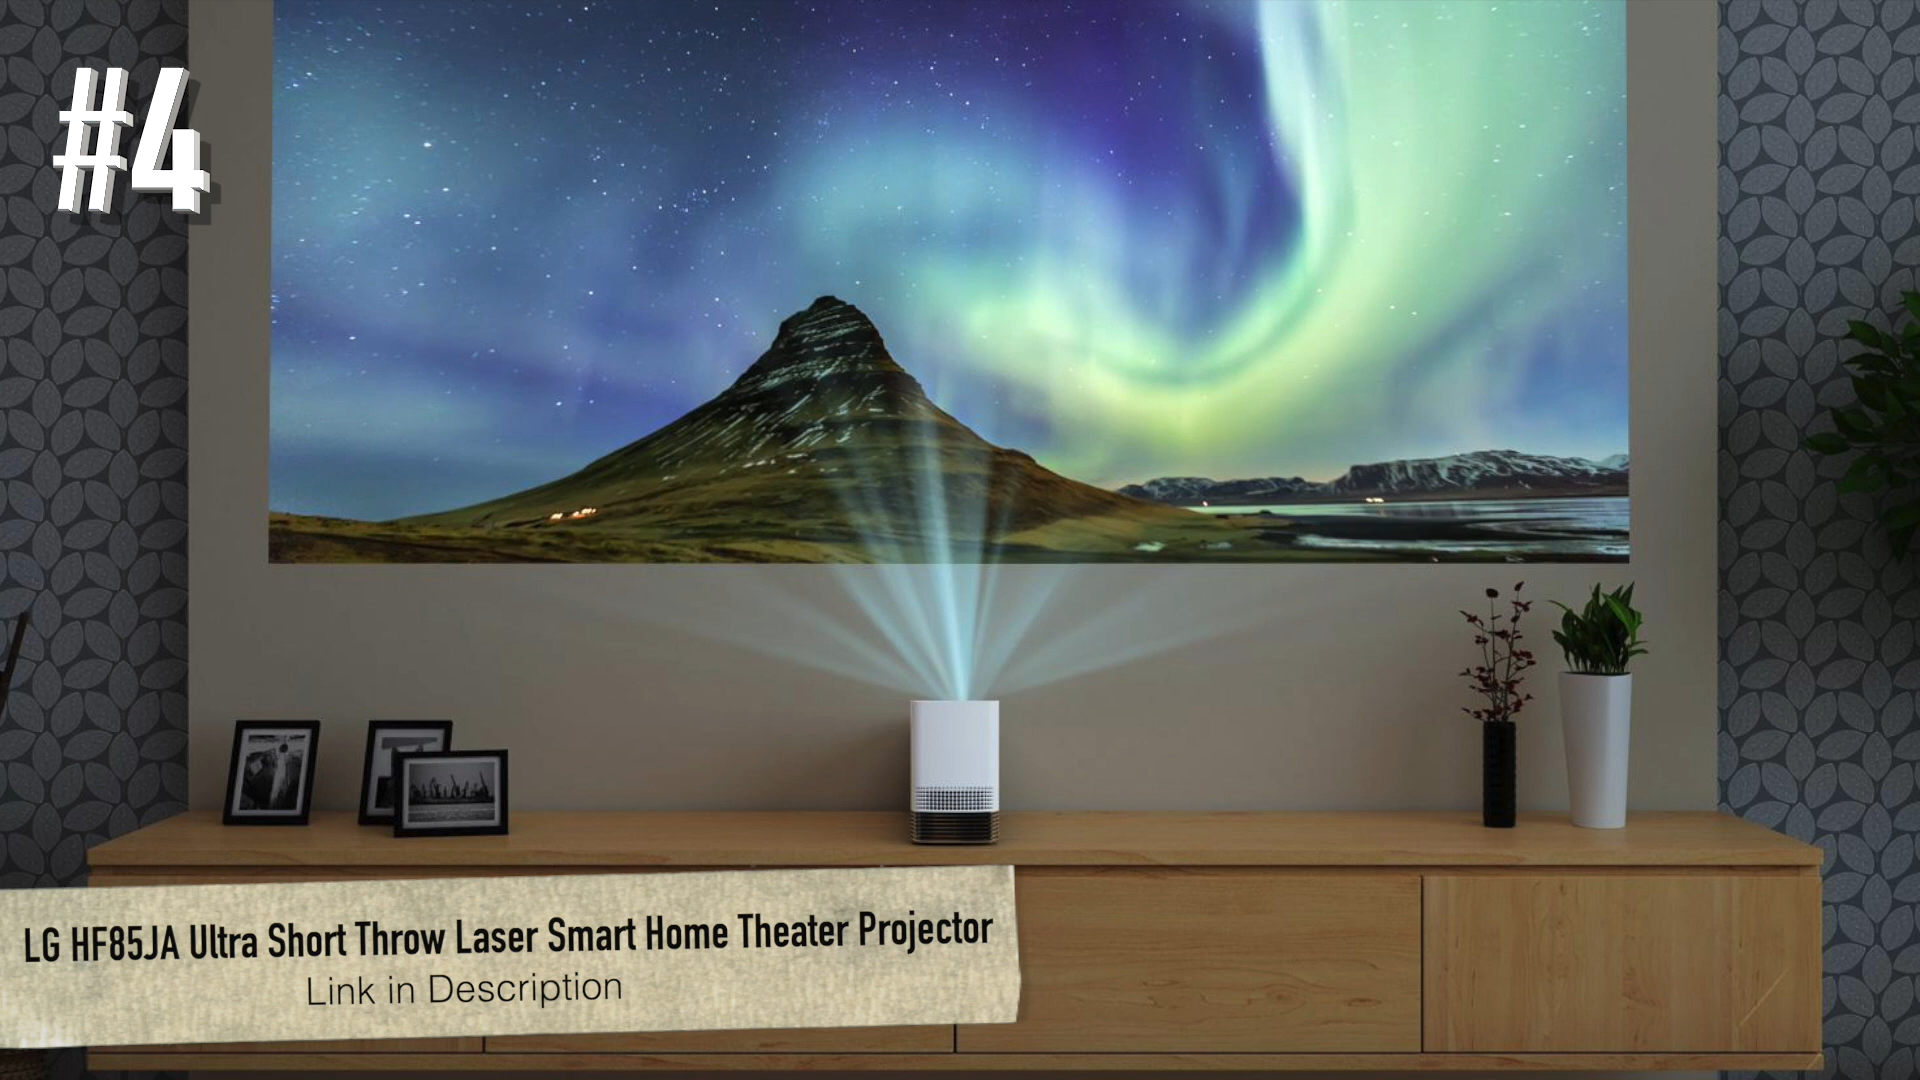 #4
LG HF85JA Ultra Short Throw Laser Smart Home Theater Projector
Link in Description